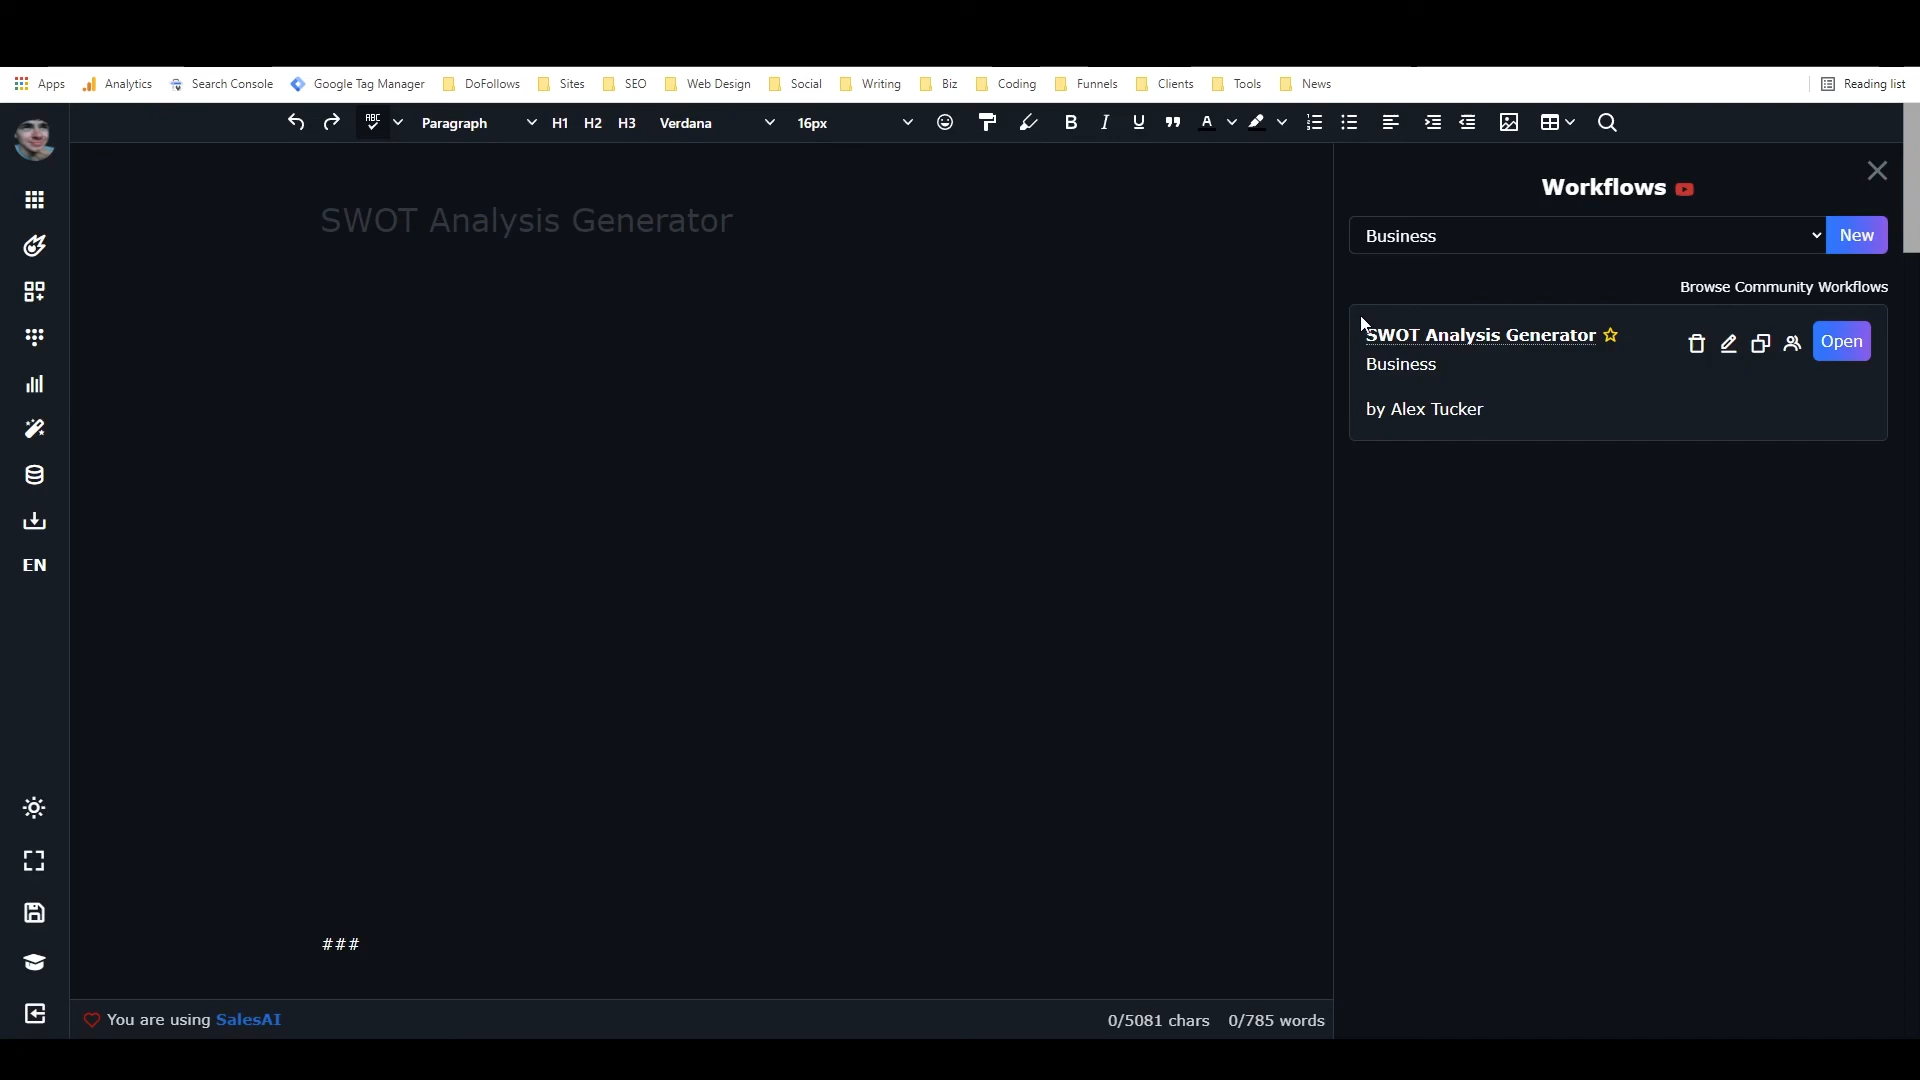 Apps Analytics Search Console Google Tag Manager DoFollows Sites SEO Web Design Social Writing Biz Coding Funnels Clients Tools News Reading list
ABC Paragraph H1 H2 H3 Verdana 16px B I U A
Workflows
SWOT Analysis Generator
Business New
Browse Community Workflows
SWOT Analysis Generator Open
Business
by Alex Tucker
EN
###
You are using SalesAI 0/5081 chars 0/785 words